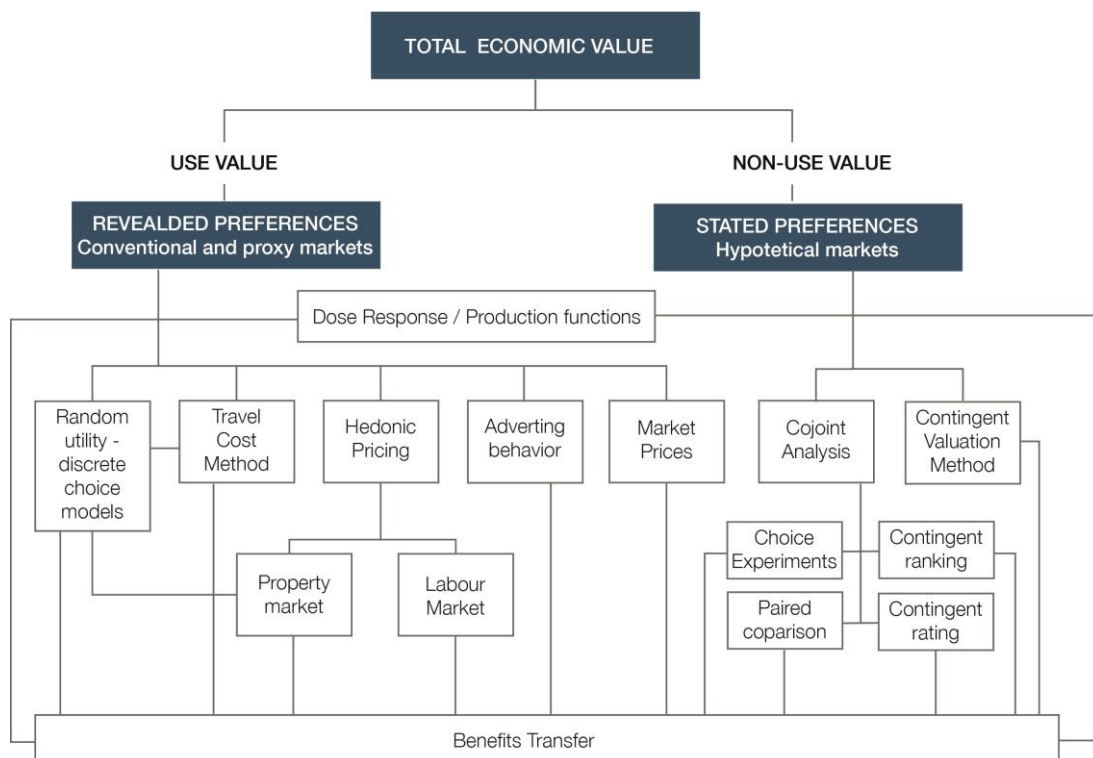 TOTAL ECONOMIC VALUE
USE VALUE
NON-USE VALUE
REVEALDED PREFERENCES
Conventional and proxy markets
STATED PREFERENCES
Hypotetical markets
Dose Response / Production functions
Random
utility -
discrete
choice
models
Travel
Cost
Method
Hedonic
Pricing
Adverting
behavior
Market
Prices
Cojoint
Analysis
Contingent
Valuation
Method
Property
market
Labour
Market
Choice
Experiments
Contingent
ranking
Paired
coparison
Contingent
rating
Benefits Transfer